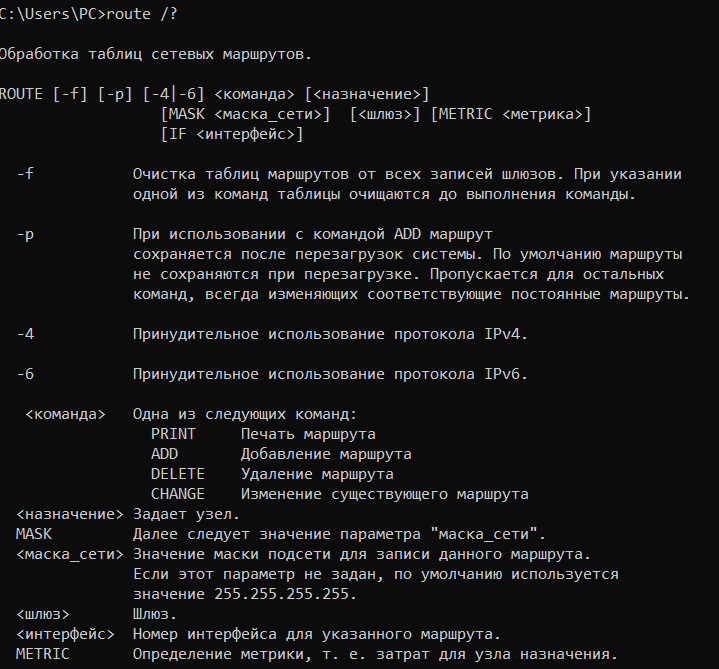 C:\Users\PC>route /?
Обработка таблиц сетевых маршрутов.
ROUTE [-f] [-p] [-4|-6] <команда> [<назначение>]
[MASK <маска_сети>]  [<шлюз>] [METRIC <метрика>]
[IF <интерфейс>]
-f           Очистка таблиц маршрутов от всех записей шлюзов. При указании
одной из команд таблицы очищаются до выполнения команды.
-p           При использовании с командой ADD маршрут
сохраняется после перезагрузок системы. По умолчанию маршруты
не сохраняются при перезагрузке. Пропускается для остальных
команд, всегда изменяющих соответствующие постоянные маршруты.
-4           Принудительное использование протокола IPv4.
-6           Принудительное использование протокола IPv6.
<команда>   Одна из следующих команд:
PRINT     Печать маршрута
ADD       Добавление маршрута
DELETE    Удаление маршрута
CHANGE    Изменение существующего маршрута
<назначение> Задает узел.
MASK         Далее следует значение параметра "маска_сети".
<маска_сети> Значение маски подсети для записи данного маршрута.
Если этот параметр не задан, по умолчанию используется
значение 255.255.255.255.
<шлюз>       Шлюз.
<интерфейс>  Номер интерфейса для указанного маршрута.
METRIC       Определение метрики, т. е. затрат для узла назначения.